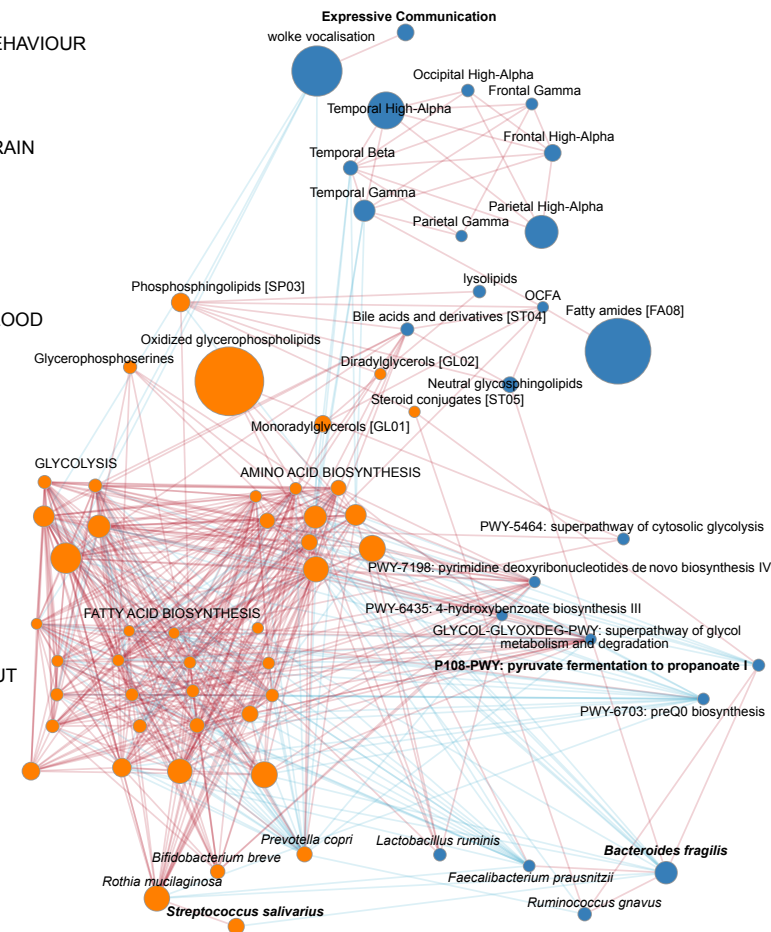 Expressive Communication
EHAVIOUR
wolke vocalisation
Occipital High-Alpha
Frontal Gamma
Temporal High-Alpha
Frontal High-Alpha
RAIN
Temporal Beta
Temporal Gamma
Parietal High-Alpha
Parietal Gamma
lysolipids
Phosphosphingolipids [SP03]
OCFA
Fatty amides [FA08]
OOD
Bile acids and derivatives [ST04]
Oxidized glycerophospholipids
Glycerophosphoserines
Diradylglycerols [GL02]
Neutral glycosphingolipids
Steroid conjugates [ST05]
Monoradylglycerols [GL01]
GLYCOLYSIS
AMINO ACID BIOSYNTHESIS
PWY-5464: superpathway of cytosolic glycolysis
PWY-7198: pyrimidine deoxyribonucleotides de novo biosynthesis IV
PWY-6435: 4-hydroxybenzoate biosynthesis III
FATTY ACID BIOSYNTHESIS
GLYCOL-GLYOXDEG-PWY: superpathway of glycol
metabolism and degradation
P108-PWY: pyruvate fermentation to propanoate I
UT
PWY-6703: preQ0 biosynthesis
Prevotella copri
Lactobacillus ruminis
Bacteroides fragilis
Bifidobacterium breve
Faecalibacterium prausnitzii
Rothia mucilaginosa
Ruminococcus gnavus
Streptococcus salivarius